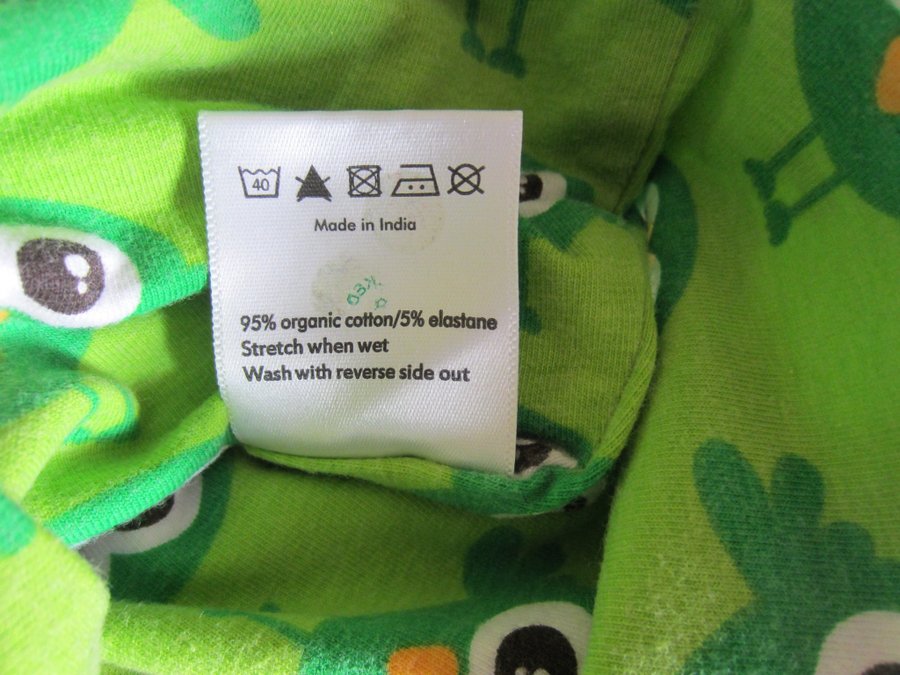 40
Made in India
95% organic cotton/5% elastane
Stretch when wet
Wash with reverse side out